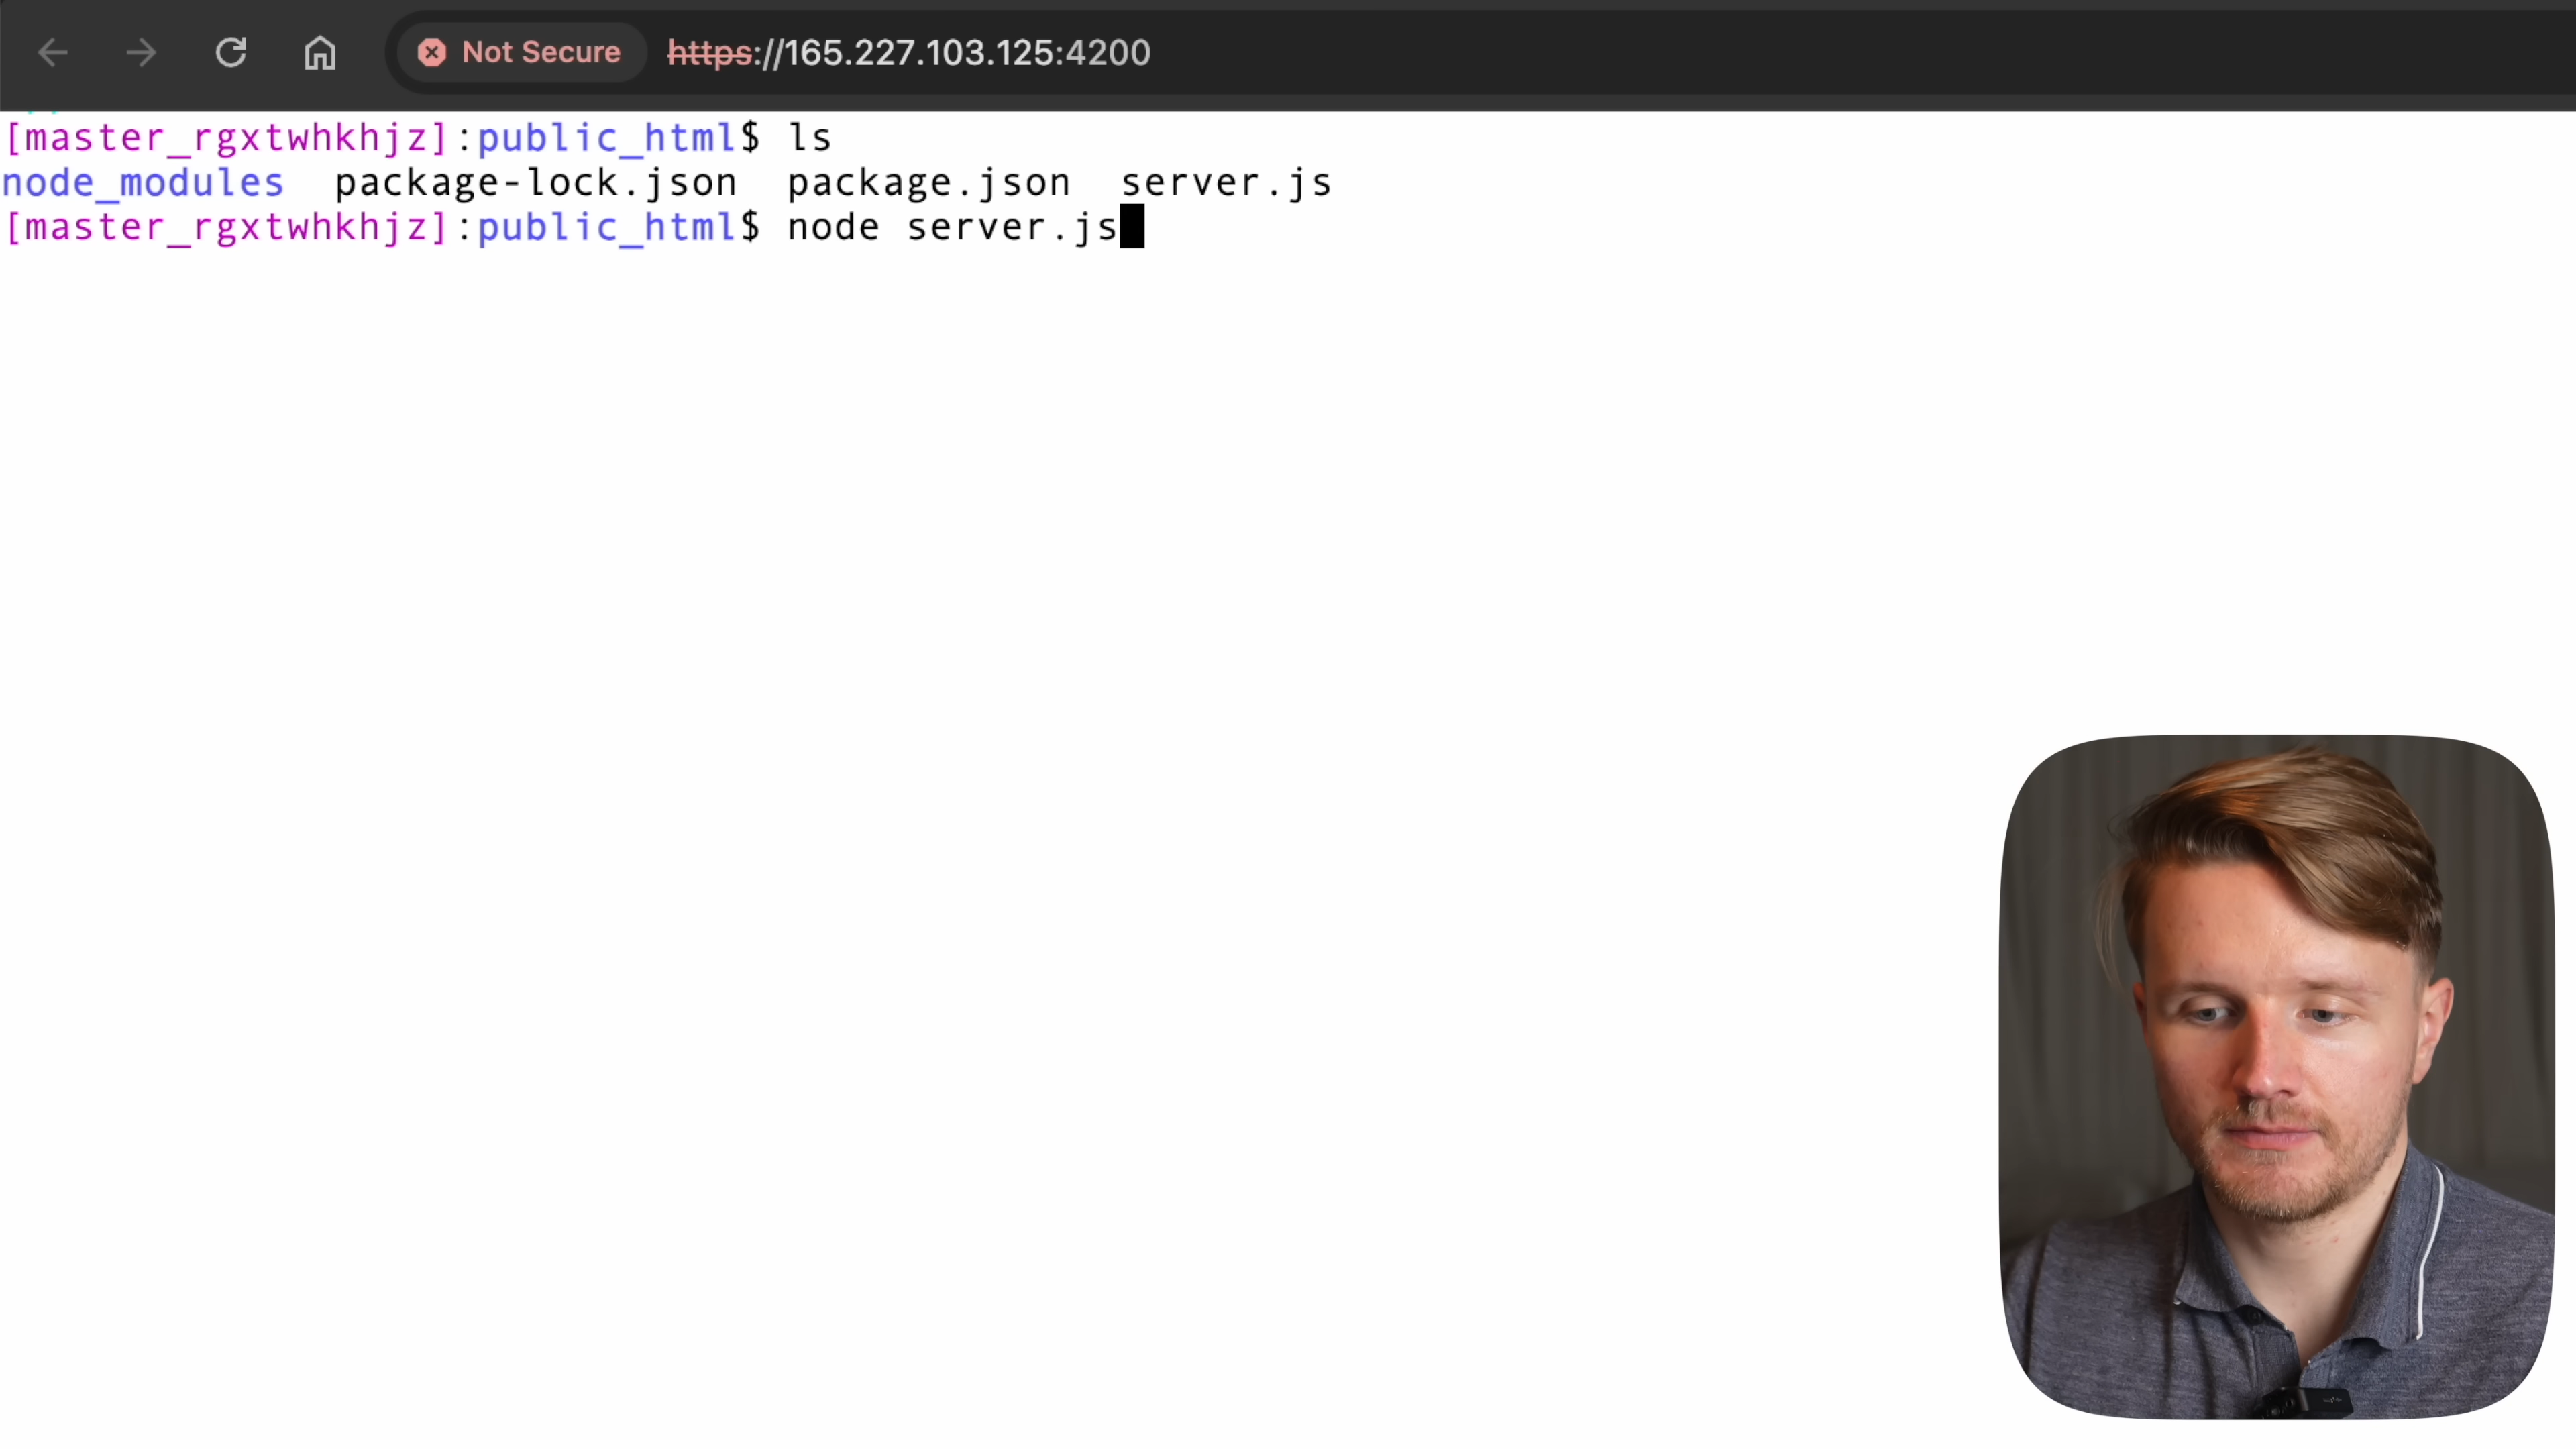 Not Secure https://165.227.103.125:4200
[master_rgxtwhkhjz]:public_html$ ls
node_modules package-lock.json package.json server.js
[master_rgxtwhkhjz]:public_html$ node server.js